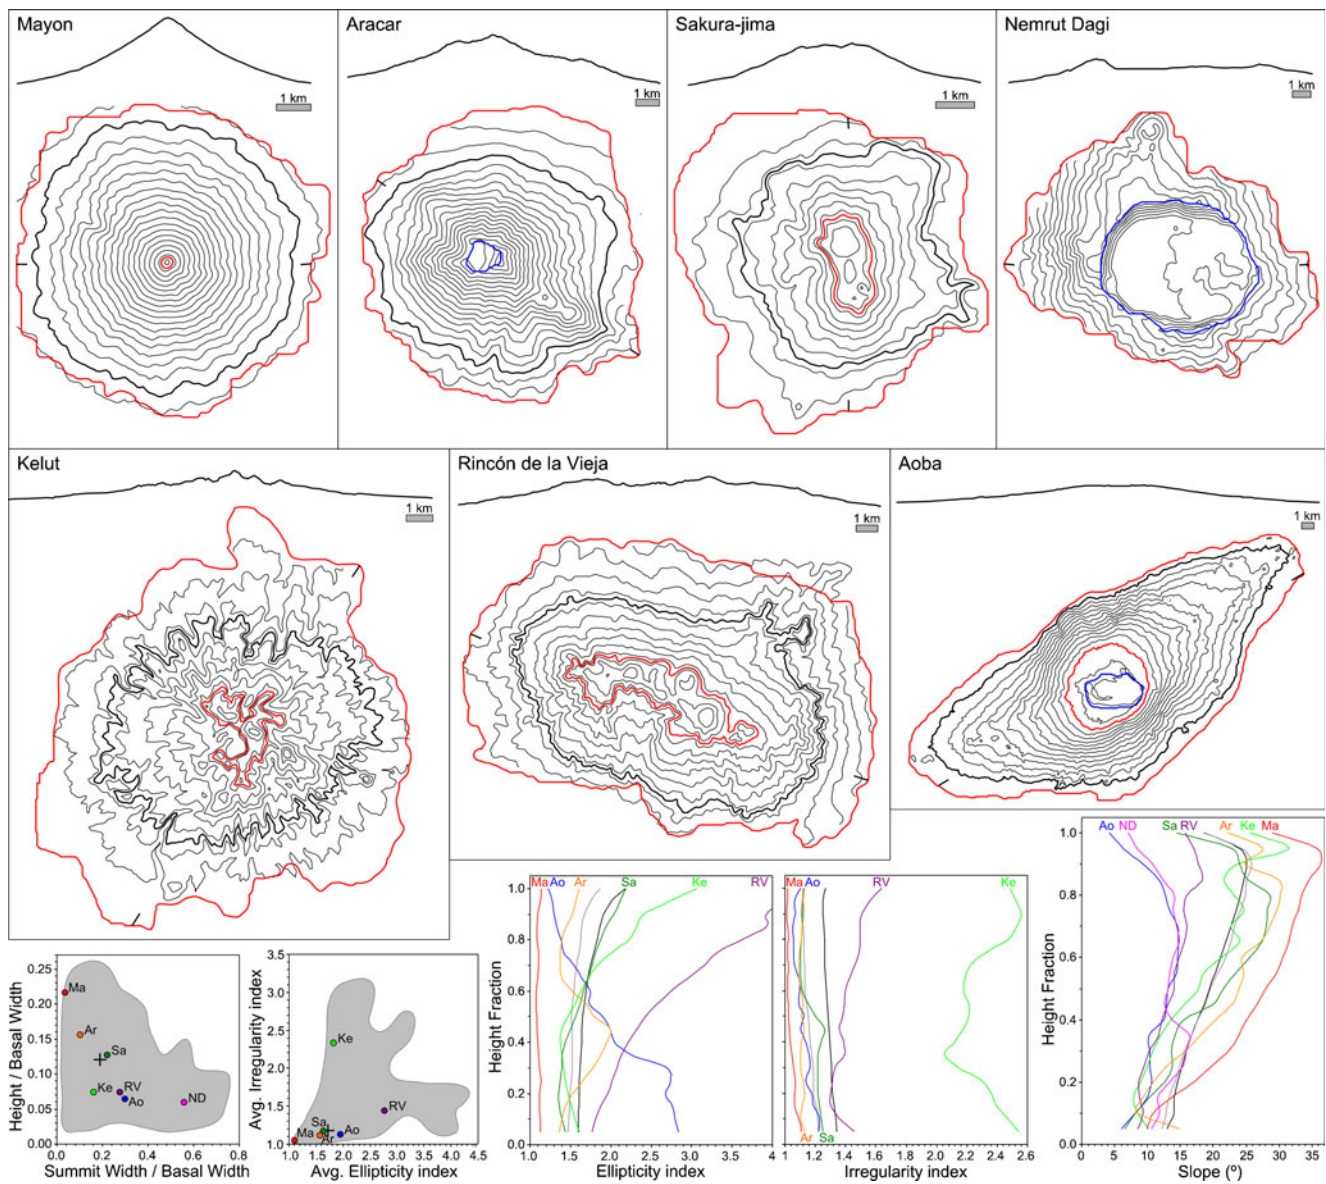 Mayon
1 km
Aracar
1 km
Sakura-jima
1 km
Nemrut Dagi
1 km
Kelut
1 km
Rincón de la Vieja
1 km
Aoba
1 km
Height / Basal Width
0.25
0.20
0.15
0.10
0.05
0.00
Ma
Ar
Sa
Ke
RV
Ao
ND
0.0 0.2 0.4 0.6 0.8
Summit Width / Basal Width
Avg. Irregularity index
3.5
3.0
2.5
2.0
1.5
1.0
Ke
RV
Sa
Ma
Ar
Ao
1.0 1.5 2.0 2.5 3.0 3.5 4.0 4.5
Avg. Ellipticity index
Height Fraction
1.0
0.8
0.6
0.4
0.2
0.0
Ma Ao Ar Sa Ke RV
1.0 1.5 2.0 2.5 3.0 3.5 4.0
Ellipticity index
Ma Ao RV Ke
Ar Sa
1 1.2 1.4 1.6 1.8 2.0 2.2 2.4 2.6
Irregularity index
Height Fraction
1.0
0.8
0.6
0.4
0.2
0.0
Ao ND Sa RV Ar Ke Ma
0 5 10 15 20 25 30 35
Slope (º)